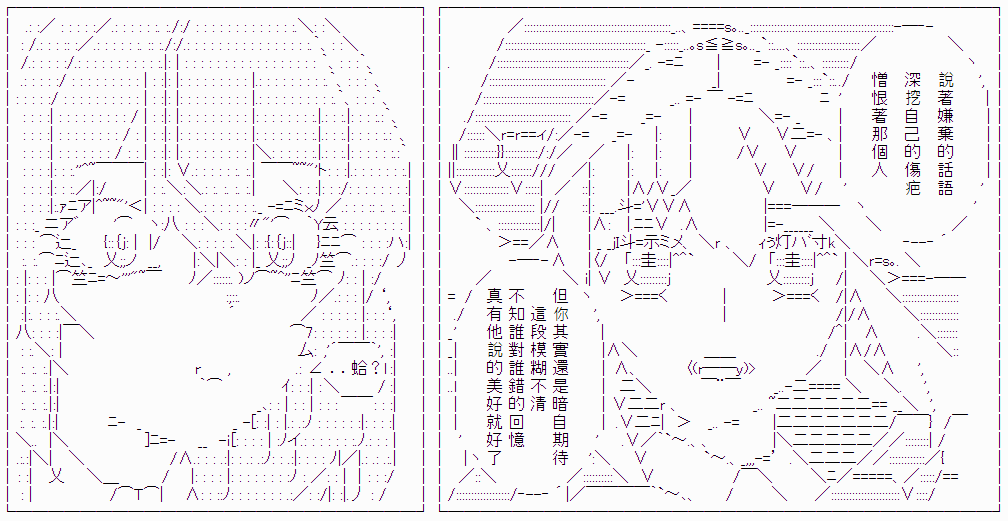 蛤？
說著嫌棄的話語
深挖自己的傷疤
憎恨著那個人
但你其實還是暗自期待
這段模糊不清
不知誰對誰錯的回憶
真有他說的美好就好了